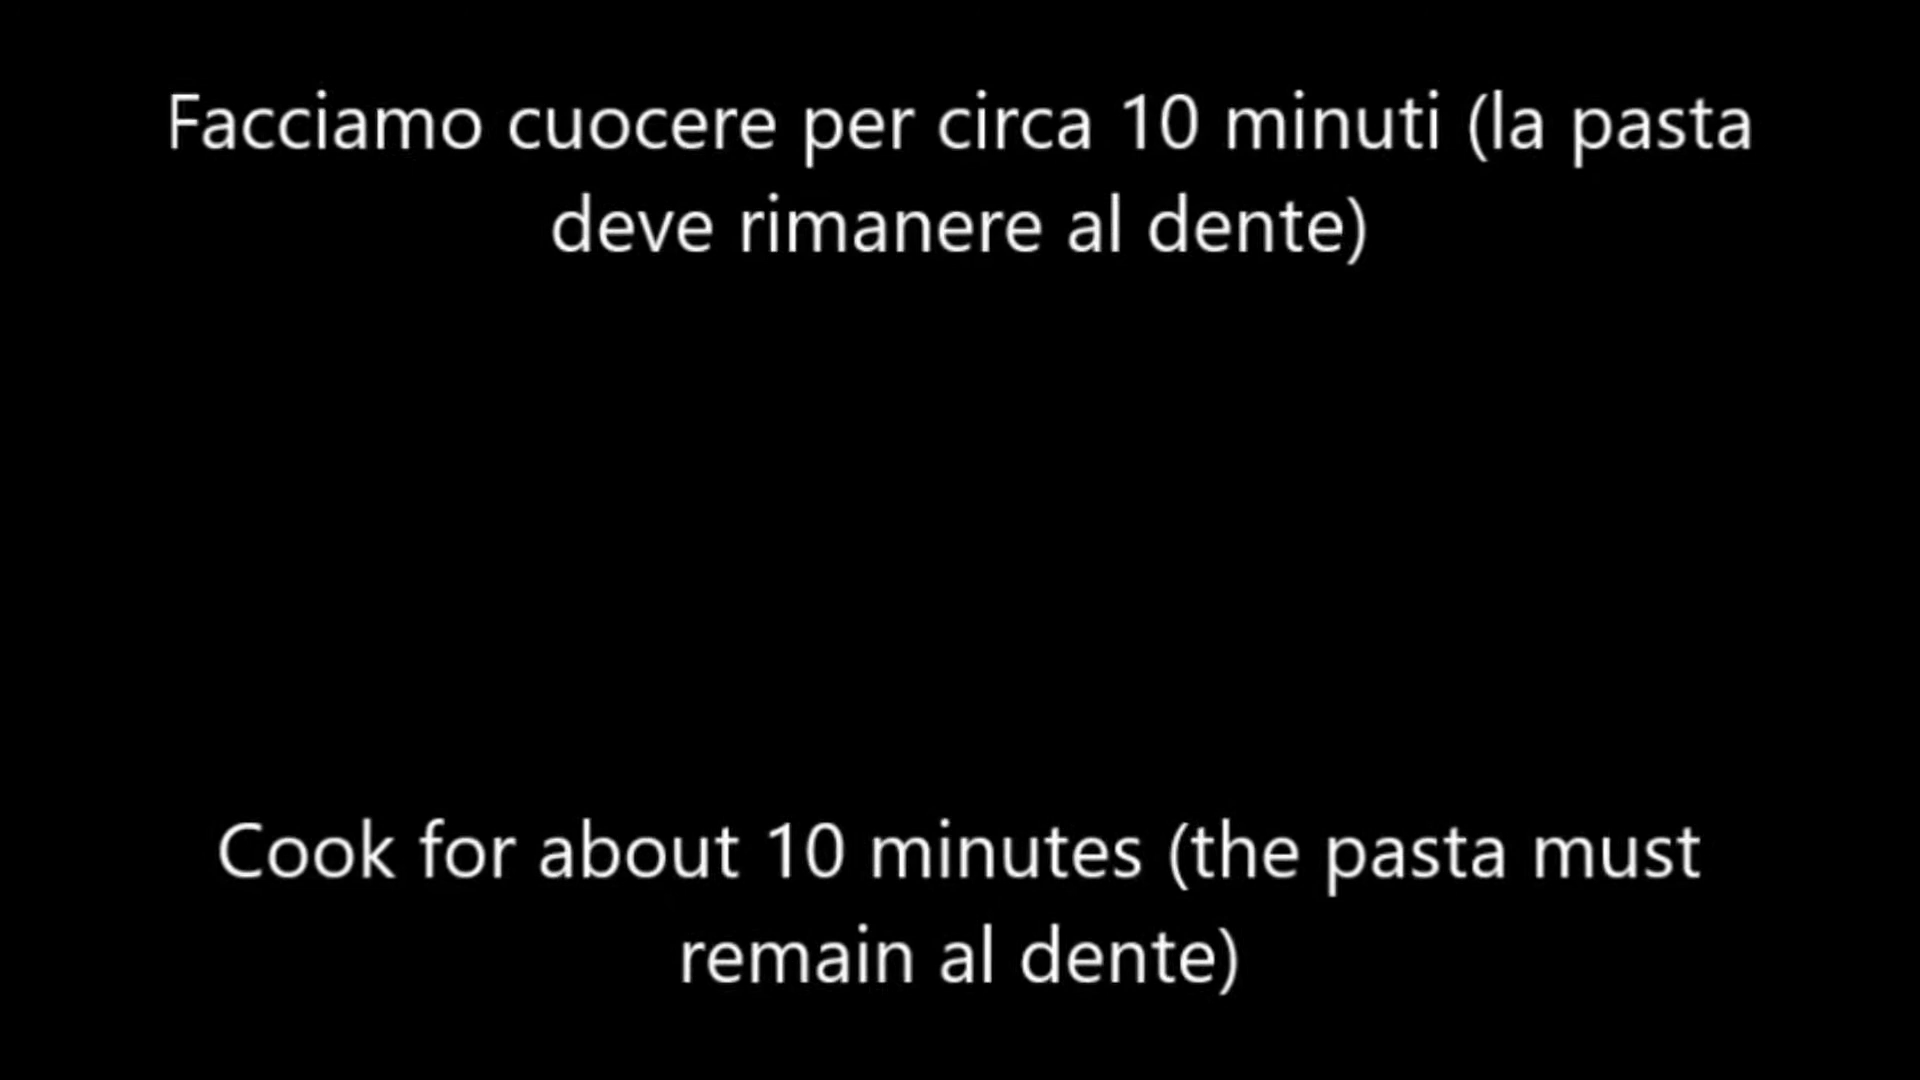 Facciamo cuocere per circa 10 minuti (la pasta
deve rimanere al dente)
Cook for about 10 minutes (the pasta must
remain al dente)